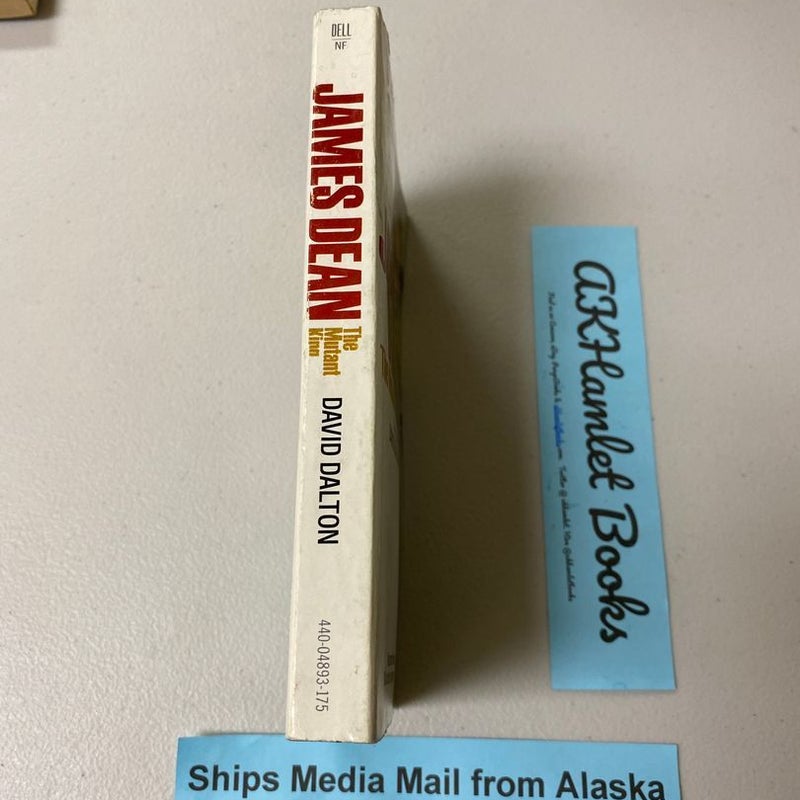 DELL
NF
JAMES DEAN
The
Mutant
King
DAVID DALTON
440-04893-175
AKHamlet Books
Ships Media Mail from Alaska